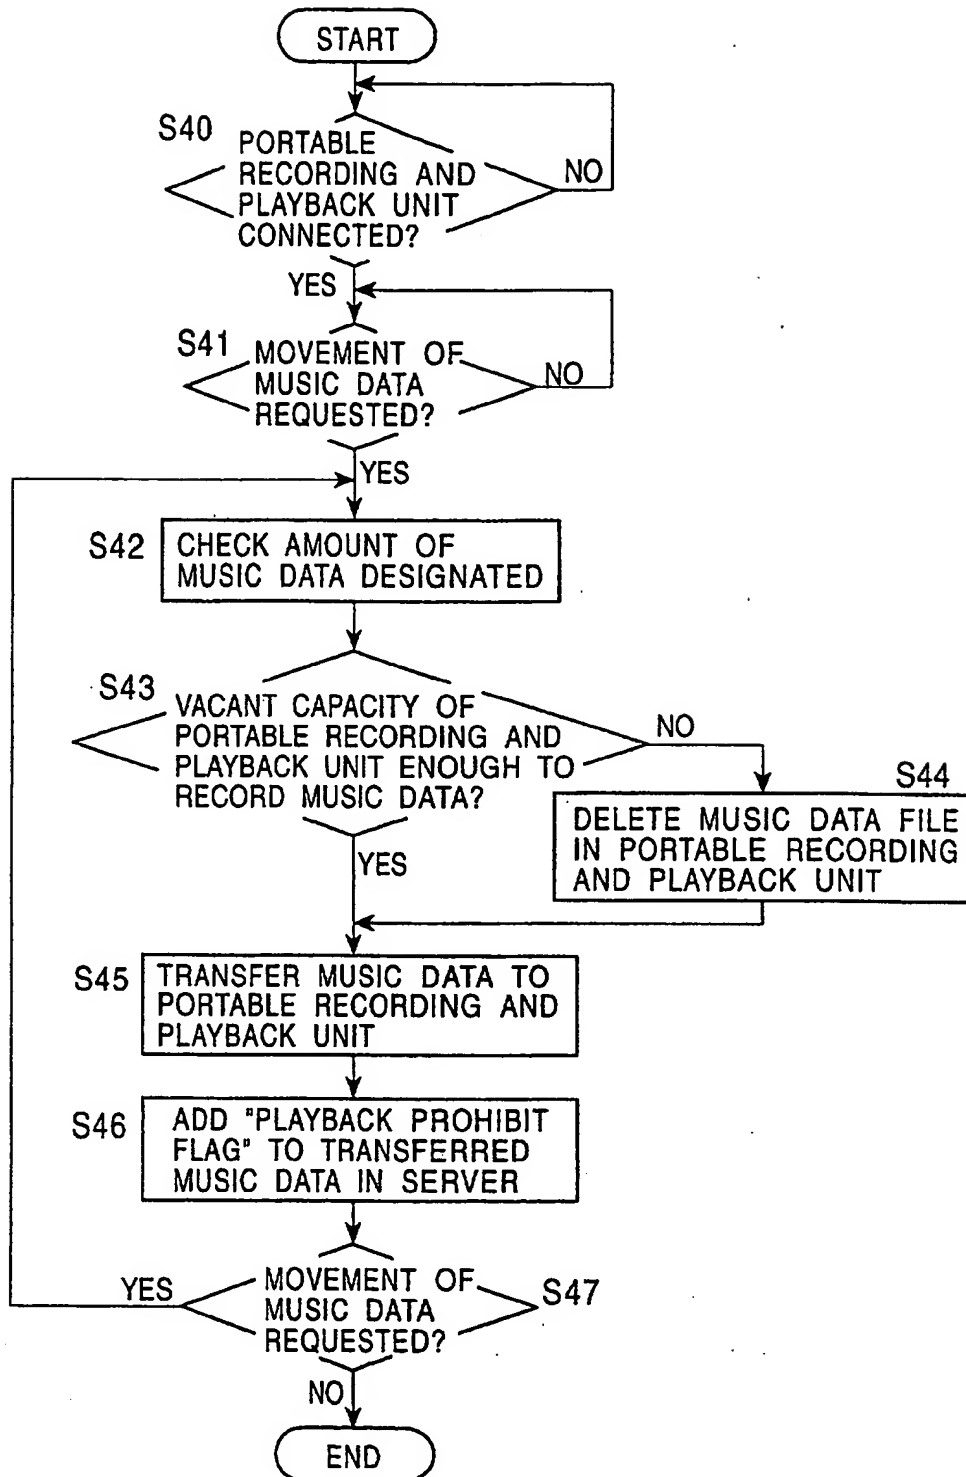 START
S40
PORTABLE
RECORDING AND
PLAYBACK UNIT
CONNECTED?
NO
YES
S41
MOVEMENT OF
MUSIC DATA
REQUESTED?
NO
YES
S42
CHECK AMOUNT OF
MUSIC DATA DESIGNATED
S43
VACANT CAPACITY OF
PORTABLE RECORDING AND
PLAYBACK UNIT ENOUGH TO
RECORD MUSIC DATA?
NO
YES
S44
DELETE MUSIC DATA FILE
IN PORTABLE RECORDING
AND PLAYBACK UNIT
S45
TRANSFER MUSIC DATA TO
PORTABLE RECORDING AND
PLAYBACK UNIT
S46
ADD "PLAYBACK PROHIBIT
FLAG" TO TRANSFERRED
MUSIC DATA IN SERVER
YES
MOVEMENT OF
MUSIC DATA
REQUESTED?
S47
NO
END